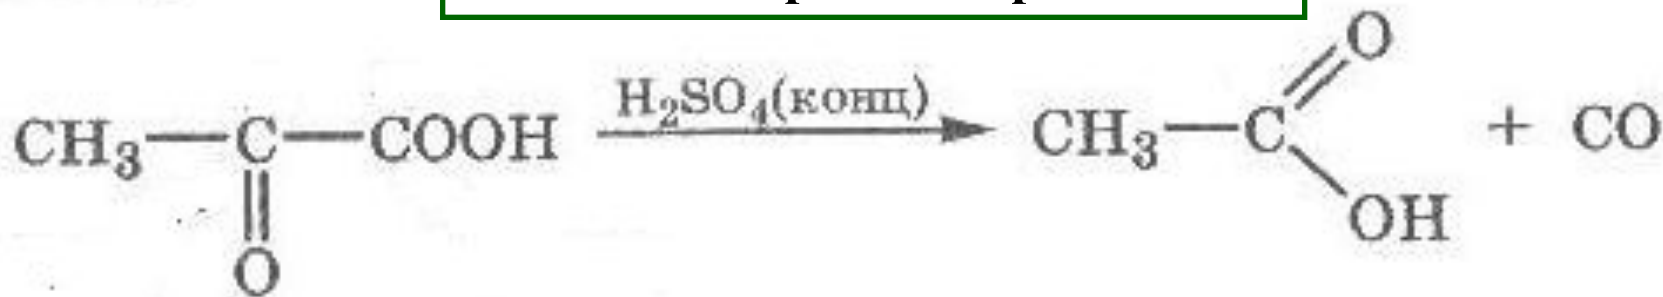 CH₃—C—COOH H₂SO₄(конц) CH₃—C + CO
O
OH
O